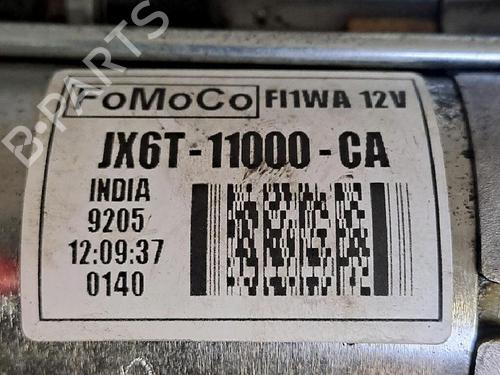 B-PARTS
FoMoCo FI1WA 12V
JX6T-11000-CA
INDIA
9205
12:09:37
0140